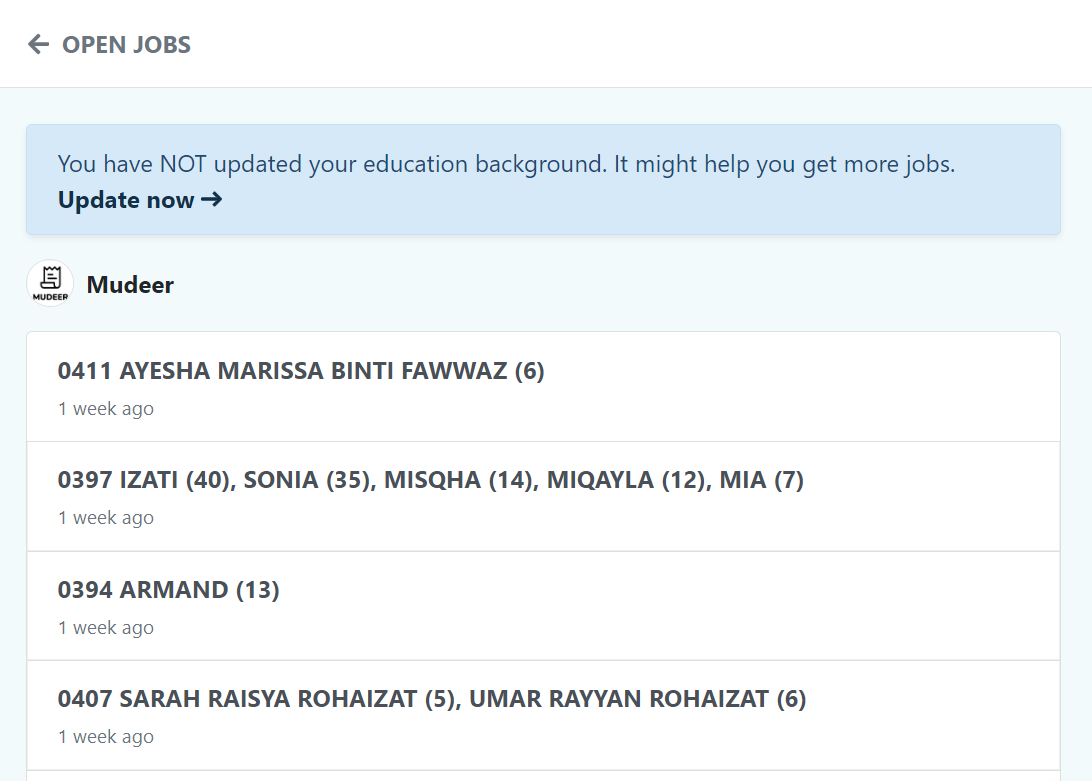 OPEN JOBS
You have NOT updated your education background. It might help you get more jobs.
Update now
MUDEER
Mudeer
0411 AYESHA MARISSA BINTI FAWWAZ (6)
1 week ago
0397 IZATI (40), SONIA (35), MISQHA (14), MIQAYLA (12), MIA (7)
1 week ago
0394 ARMAND (13)
1 week ago
0407 SARAH RAISYA ROHAIZAT (5), UMAR RAYYAN ROHAIZAT (6)
1 week ago